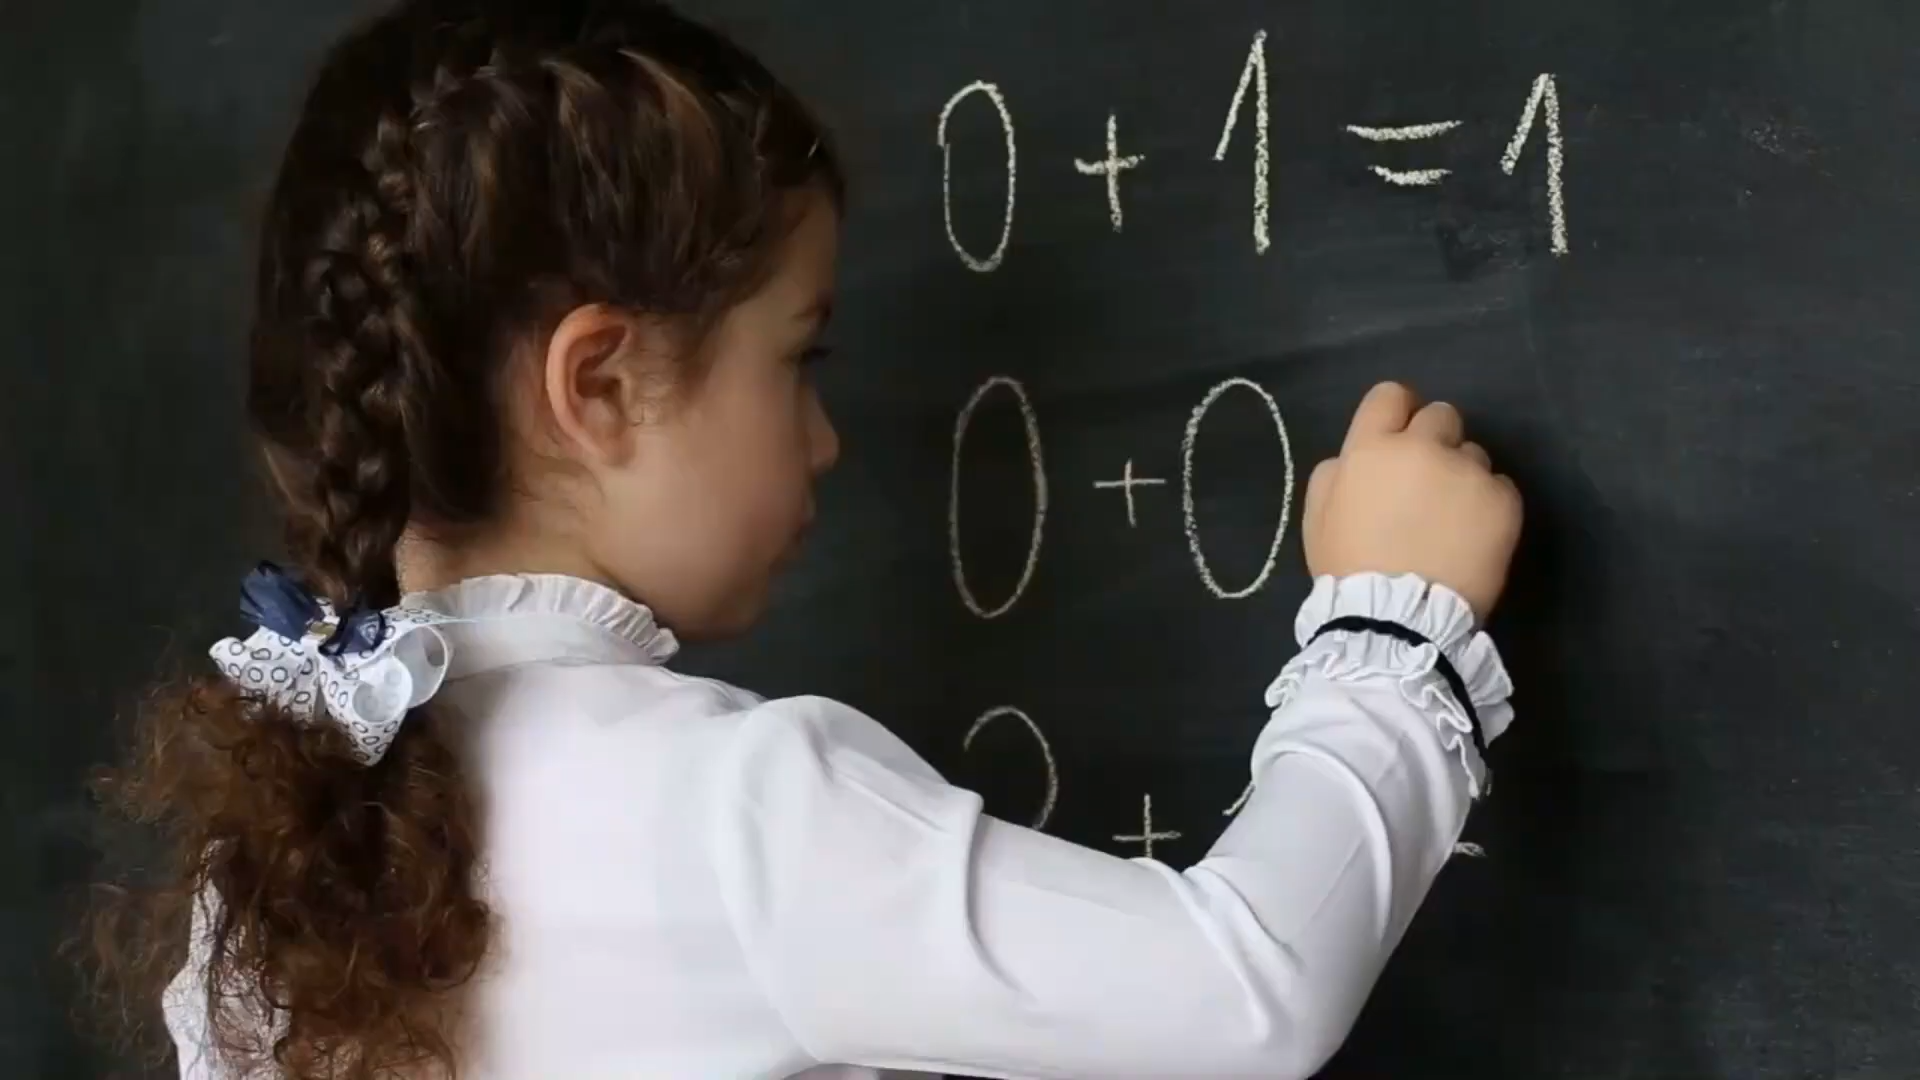 0 + 1 = 1
0 + 0
+